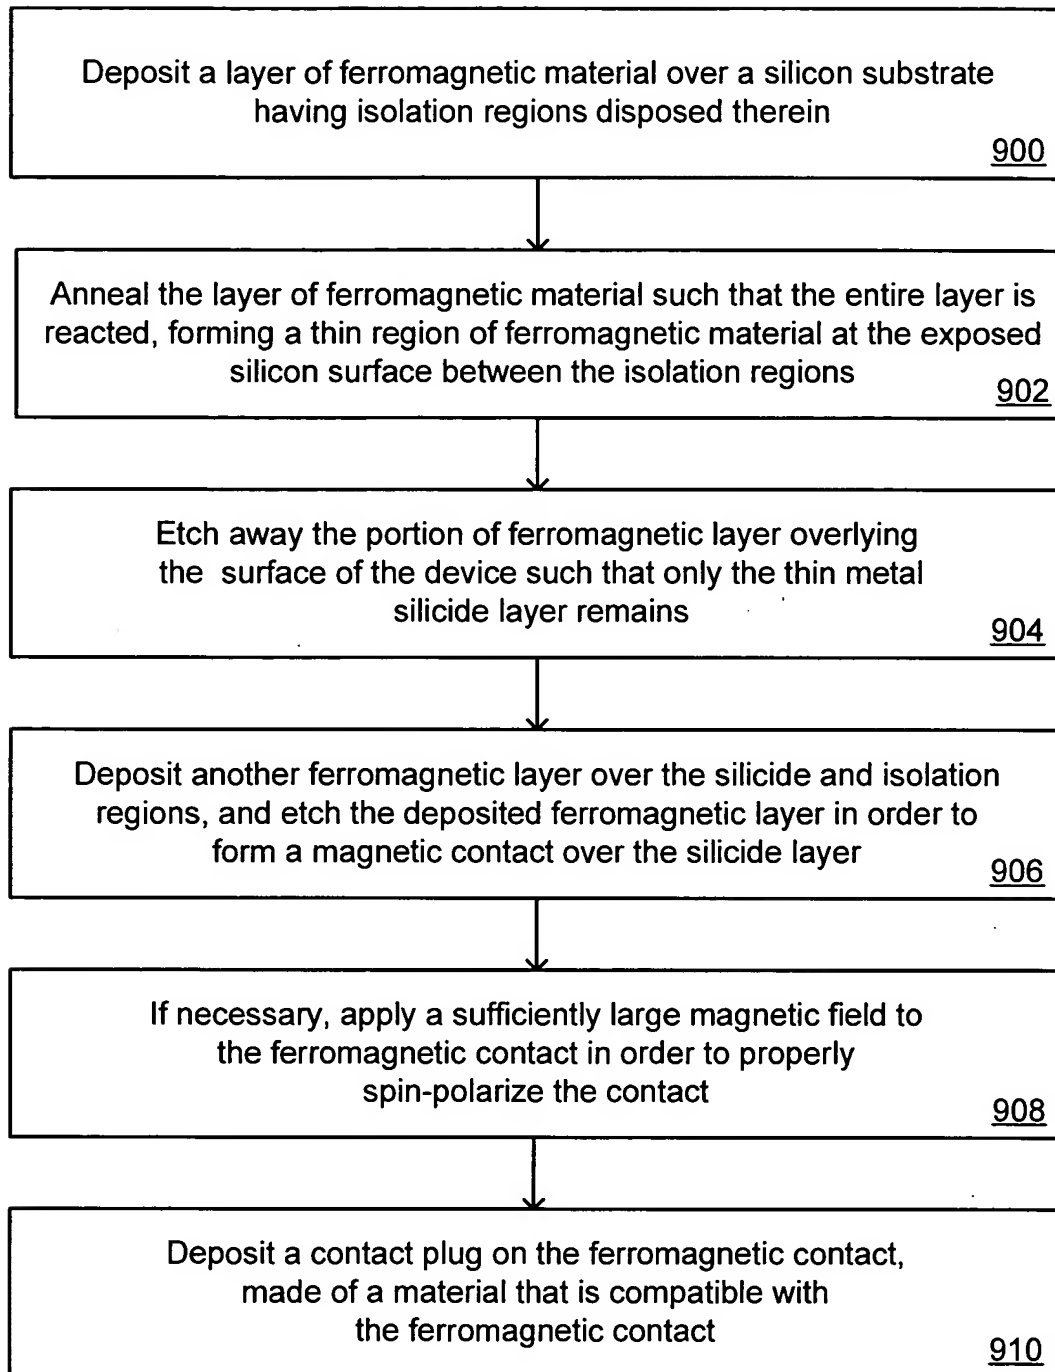 Deposit a layer of ferromagnetic material over a silicon substrate
having isolation regions disposed therein
900
Anneal the layer of ferromagnetic material such that the entire layer is
reacted, forming a thin region of ferromagnetic material at the exposed
silicon surface between the isolation regions
902
Etch away the portion of ferromagnetic layer overlying
the surface of the device such that only the thin metal
silicide layer remains
904
Deposit another ferromagnetic layer over the silicide and isolation
regions, and etch the deposited ferromagnetic layer in order to
form a magnetic contact over the silicide layer
906
If necessary, apply a sufficiently large magnetic field to
the ferromagnetic contact in order to properly
spin-polarize the contact
908
Deposit a contact plug on the ferromagnetic contact,
made of a material that is compatible with
the ferromagnetic contact
910